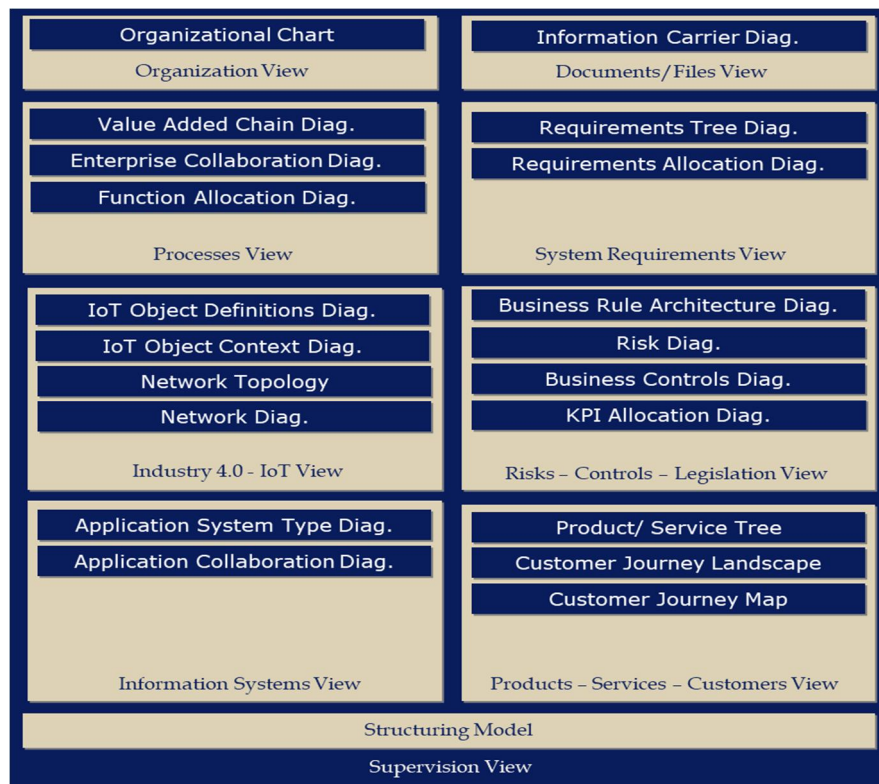 Organizational Chart
Organization View
Information Carrier Diag.
Documents/Files View
Value Added Chain Diag.
Enterprise Collaboration Diag.
Function Allocation Diag.
Processes View
Requirements Tree Diag.
Requirements Allocation Diag.
System Requirements View
IoT Object Definitions Diag.
IoT Object Context Diag.
Network Topology
Network Diag.
Industry 4.0 - IoT View
Business Rule Architecture Diag.
Risk Diag.
Business Controls Diag.
KPI Allocation Diag.
Risks – Controls – Legislation View
Application System Type Diag.
Application Collaboration Diag.
Information Systems View
Product/ Service Tree
Customer Journey Landscape
Customer Journey Map
Products – Services – Customers View
Structuring Model
Supervision View